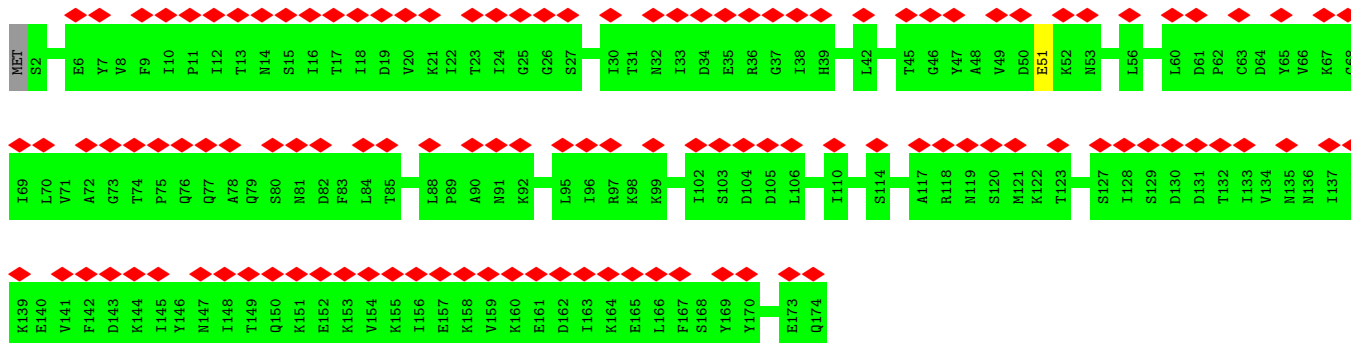 MET S2 E6 Y7 V8 F9 I10 P11 I12 T13 N14 S15 I16 T17 I18 D19 V20 K21 I22 T23 I24 G25 G26 S27 I30 T31 N32 I33 D34 E35 R36 G37 I38 H39 L42 T45 G46 Y47 A48 V49 D50 E51 K52 N53 L56 L60 D61 P62 C63 D64 Y65 V66 K67 G68
I69 L70 V71 A72 G73 T74 P75 Q76 Q77 A78 Q79 S80 N81 D82 F83 L84 T85 L88 P89 A90 N91 K92 L95 I96 R97 K98 K99 I102 S103 D104 D105 L106 I110 S114 A117 R118 N119 S120 M121 K122 T123 S127 I128 S129 D130 D131 T132 I133 V134 N135 N136 I137
K139 E140 V141 F142 D143 K144 I145 Y146 N147 I148 T149 Q150 K151 E152 K153 V154 K155 I156 E157 K158 V159 K160 E161 D162 I163 K164 E165 L166 F167 S168 Y169 Y170 E173 Q174